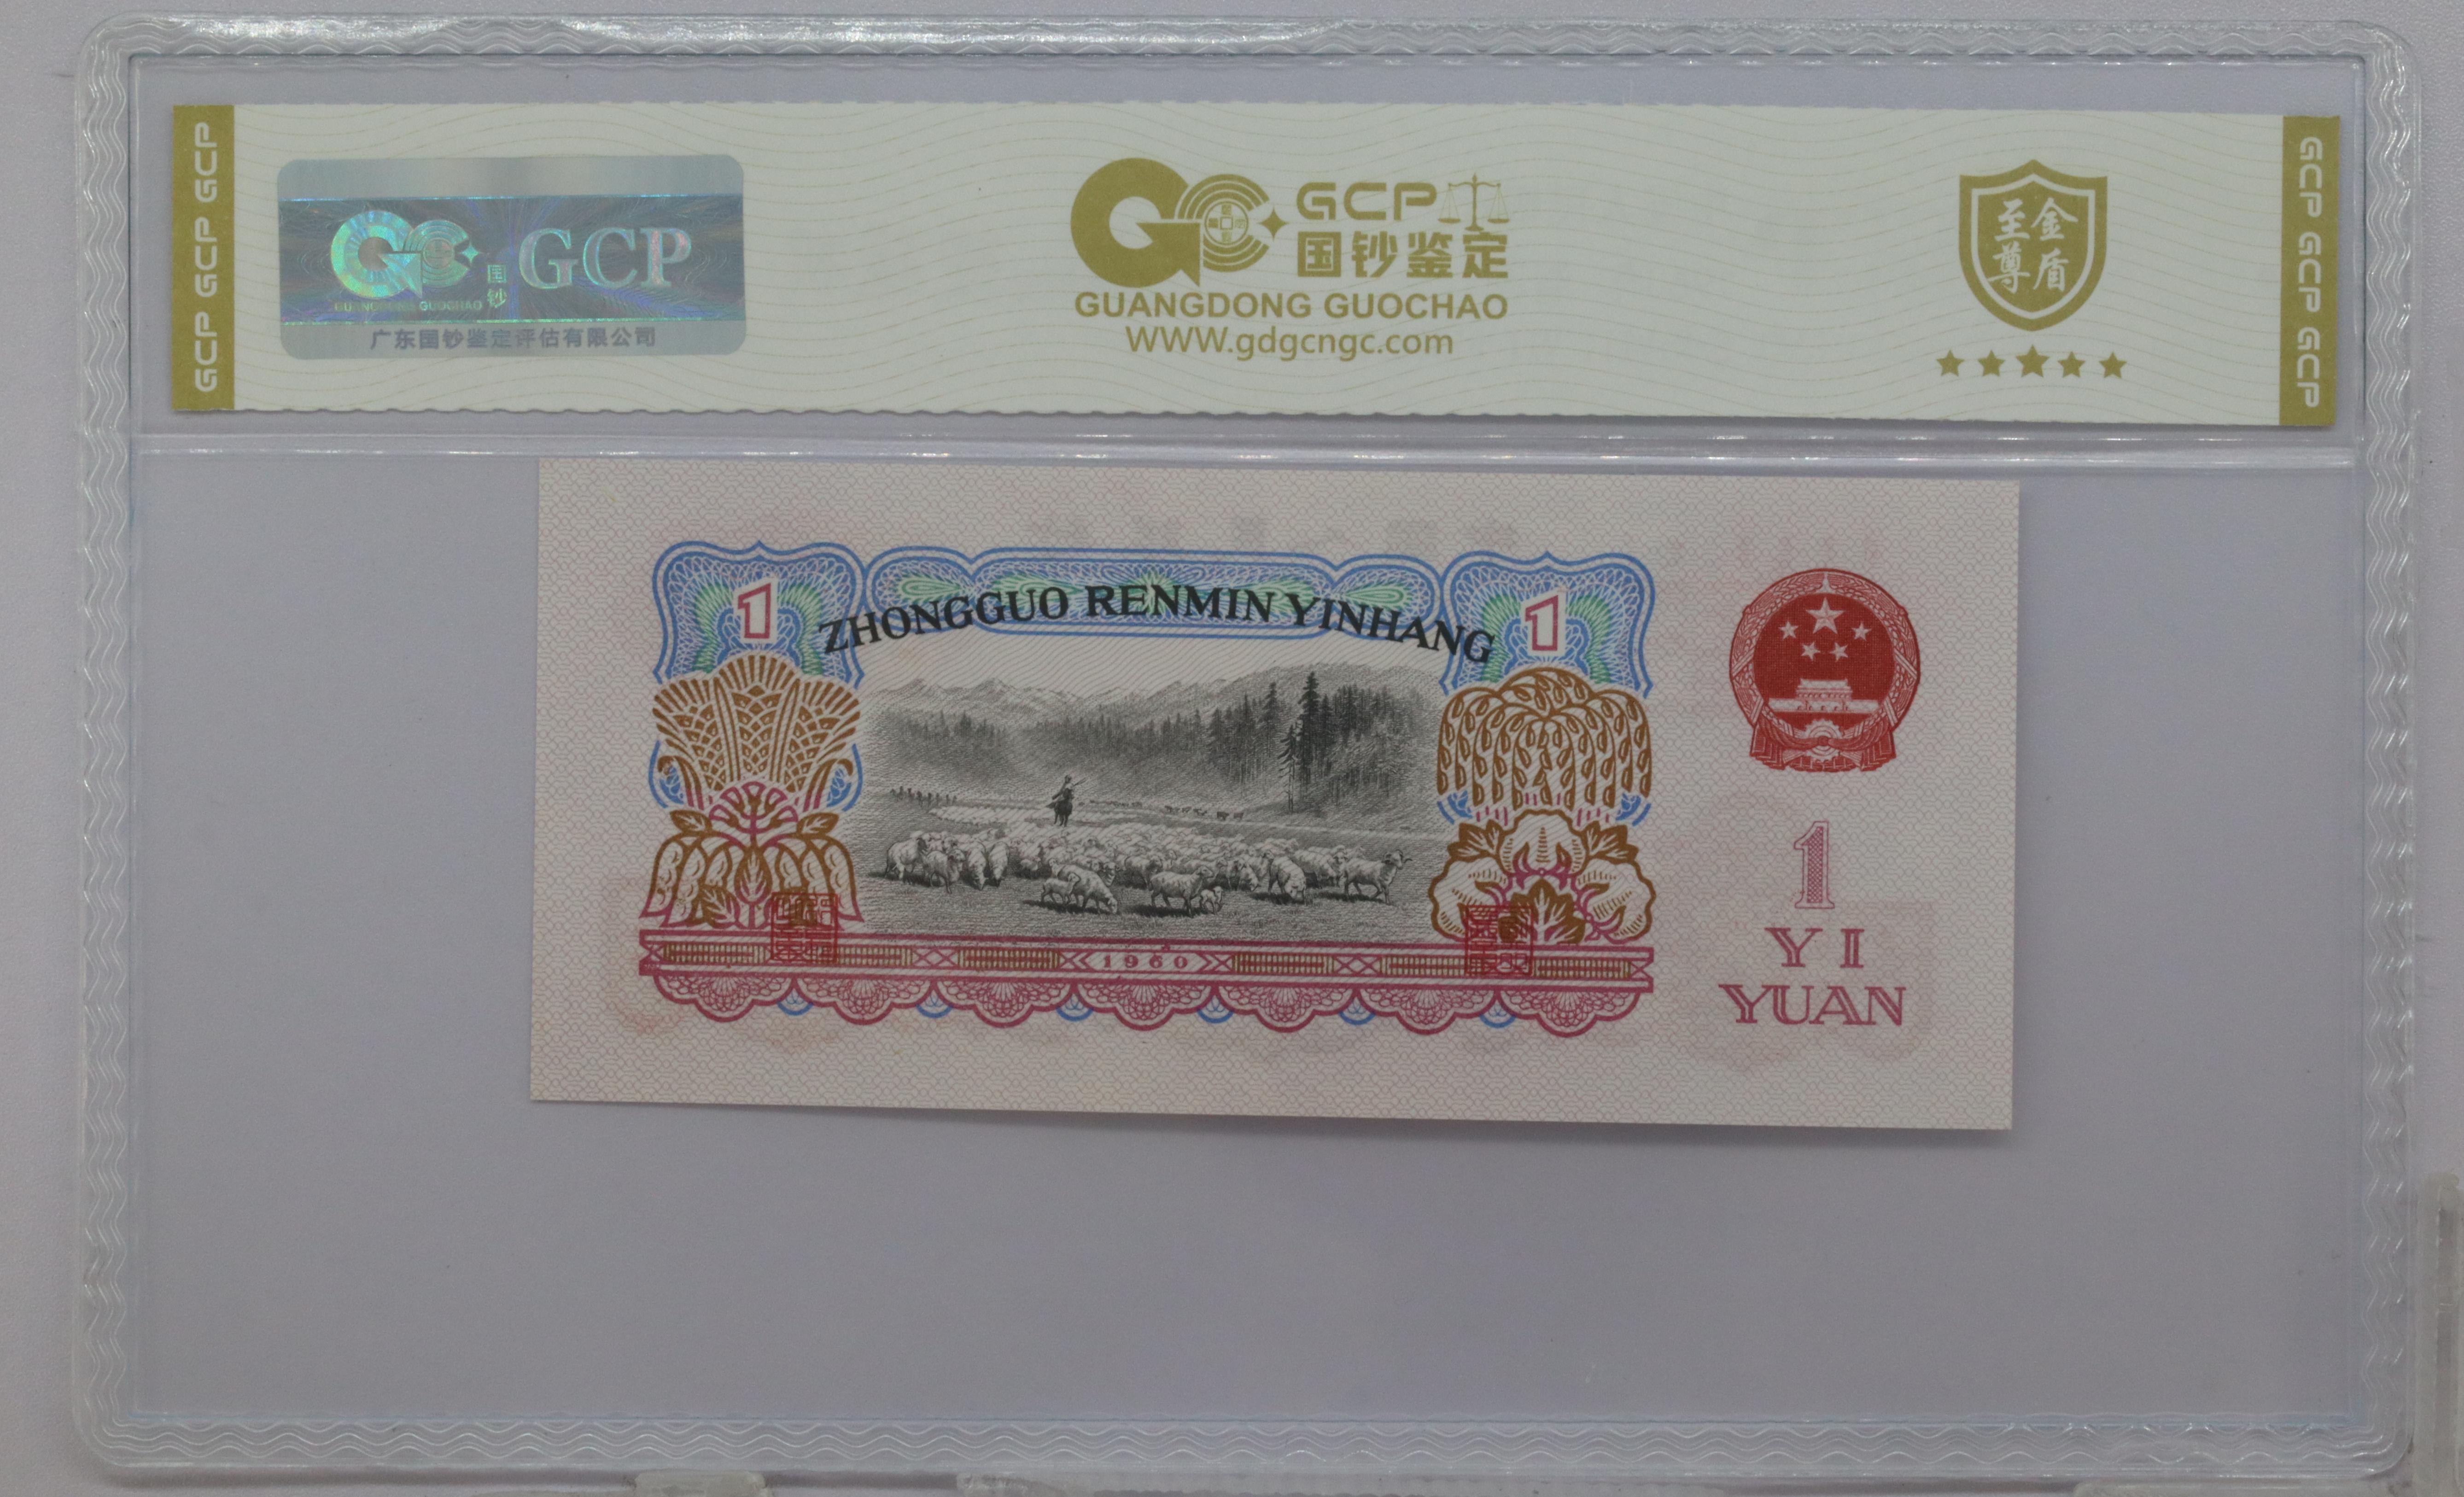 GCP GCP GCP
国钞
GCP
GUANGDONG GUOCHAO
广东国钞鉴定评估有限公司
GCP
国钞鉴定
GUANGDONG GUOCHAO
WWW.gdgcngc.com
至尊
金盾
GCP GCP GCP
1
ZHONGGUO RENMIN YINHANG
1
1960
1
YI
YUAN